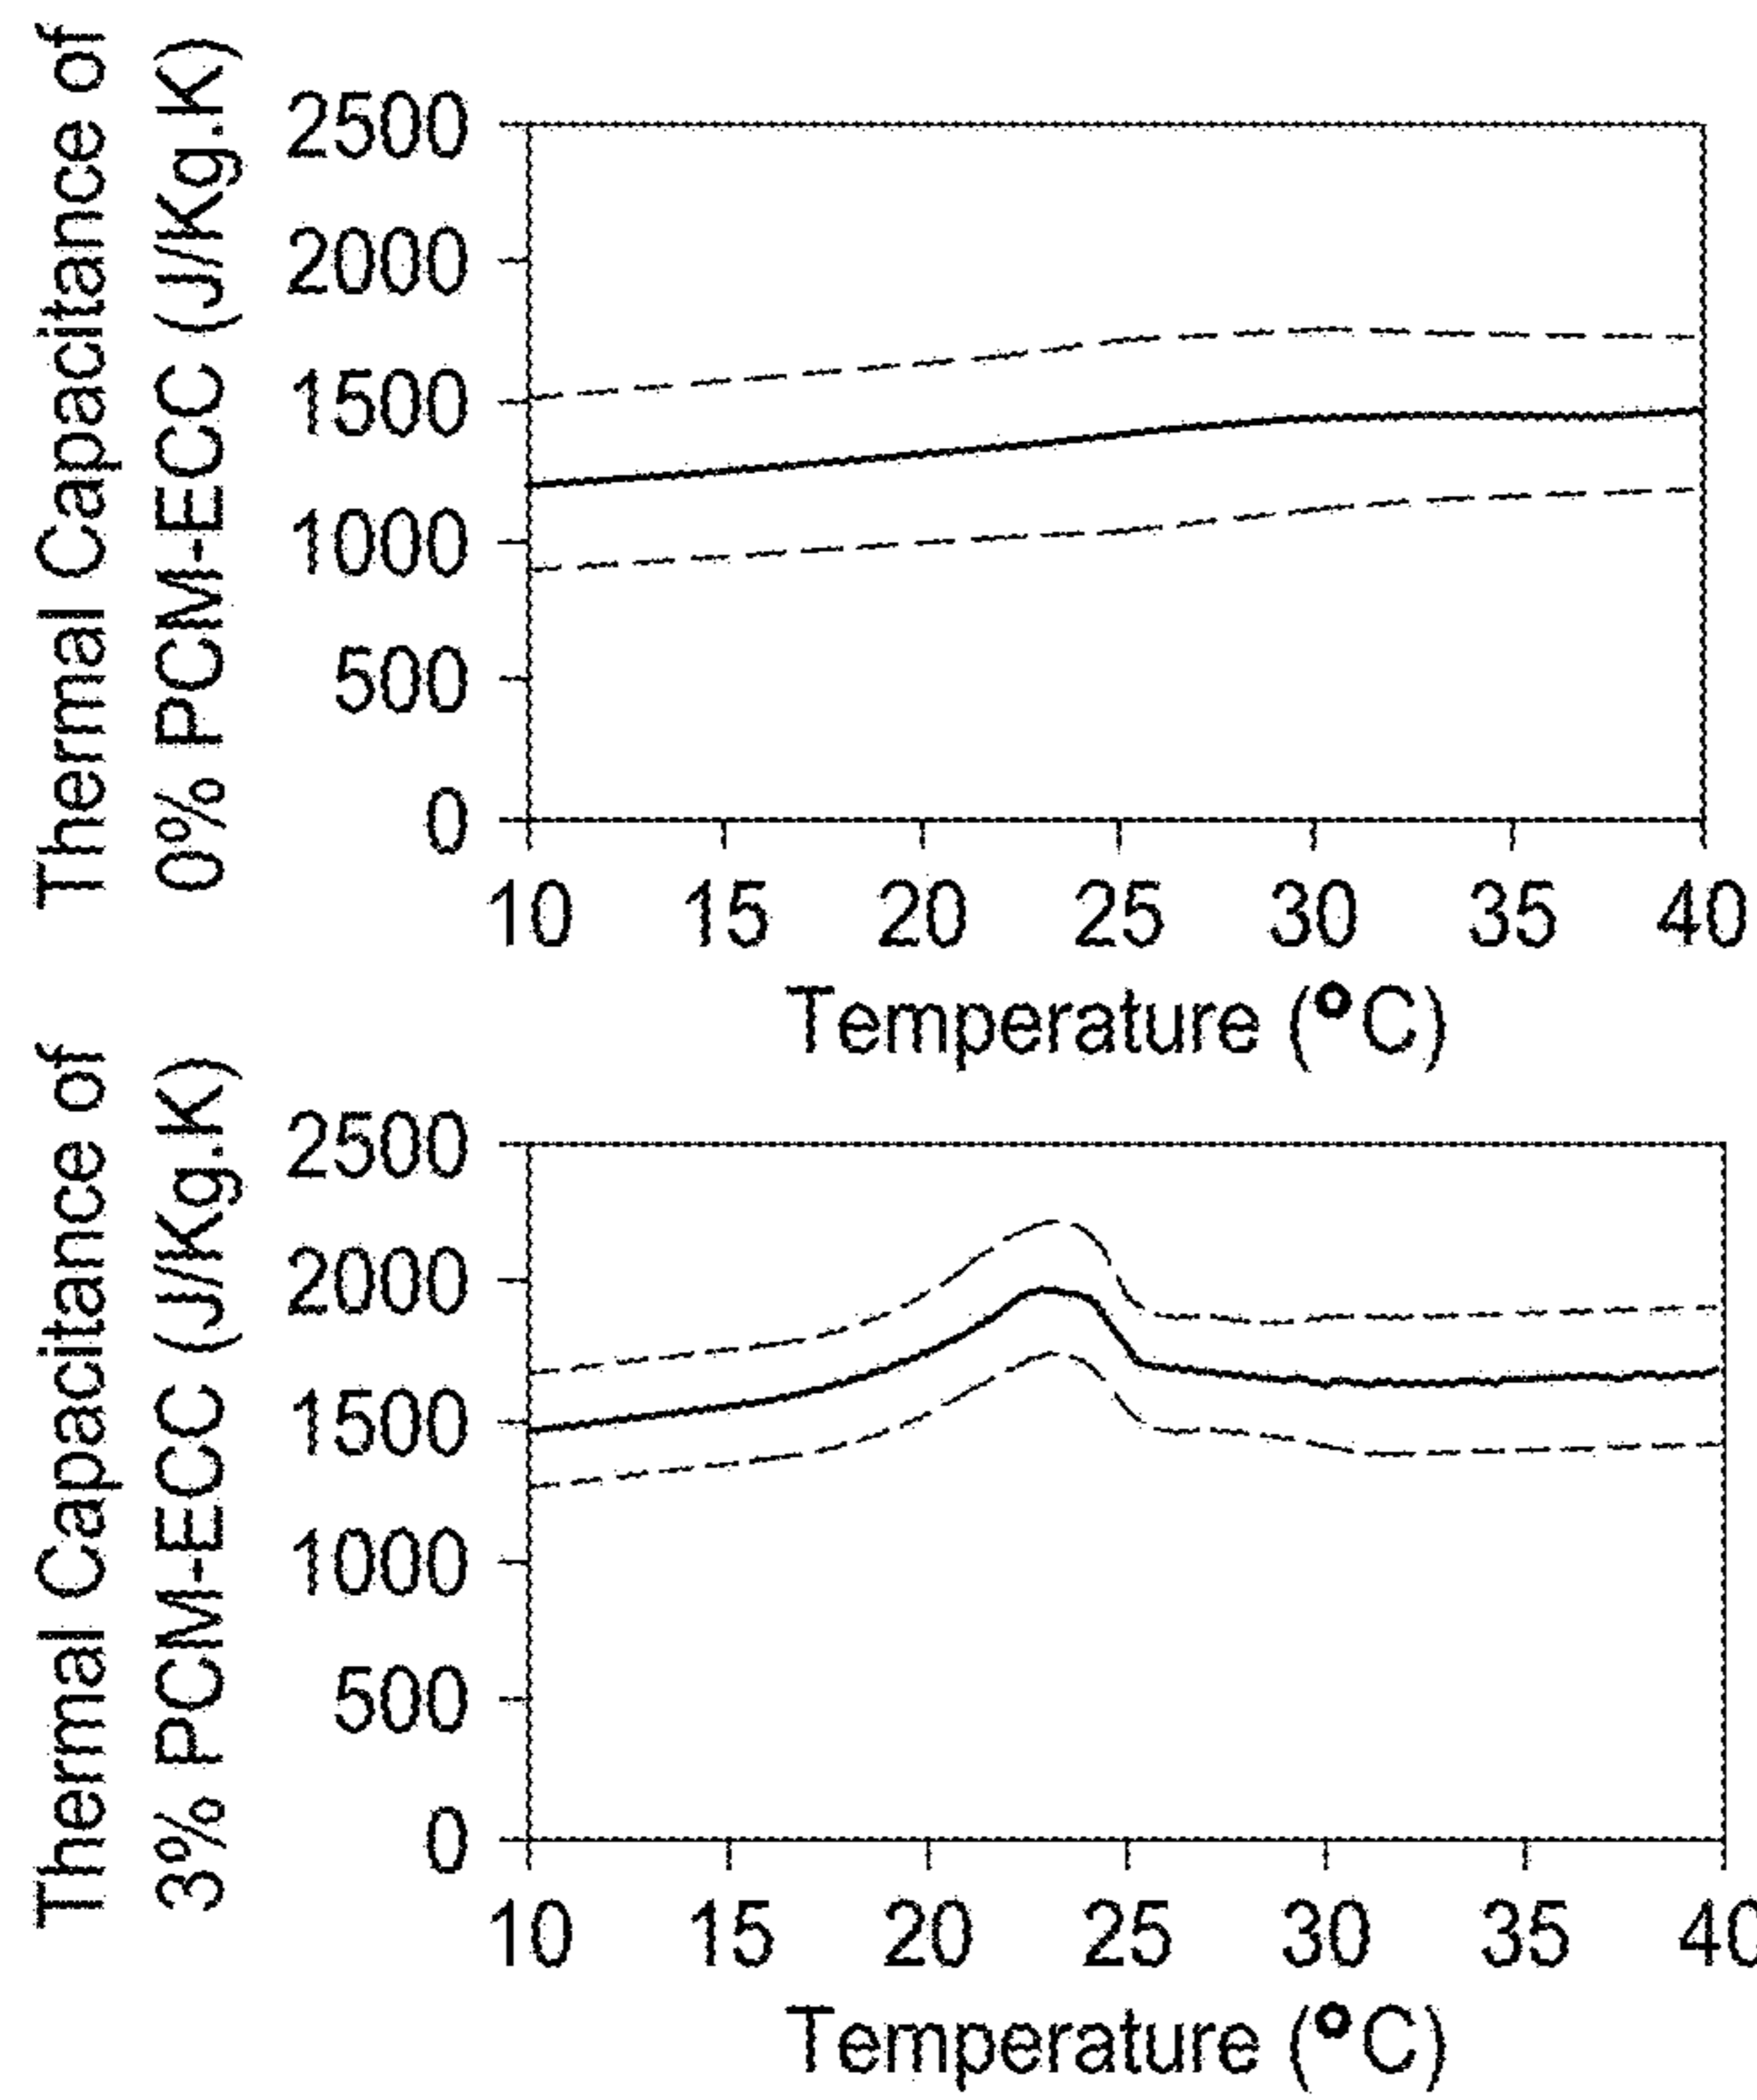 Thermal Capacitance of
0% PCM-ECC (J/Kg.K)
2500
2000
1500
1000
500
0
10 15 20 25 30 35 40
Temperature (°C)
Thermal Capacitance of
3% PCM-ECC (J/Kg.K)
2500
2000
1500
1000
500
0
10 15 20 25 30 35 40
Temperature (°C)